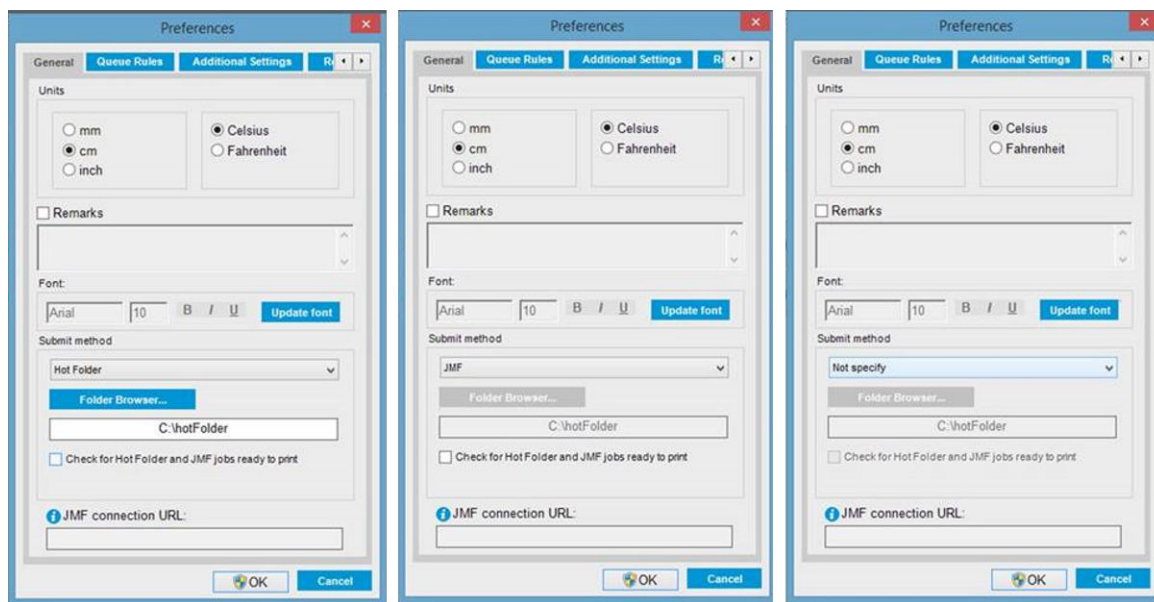 Preferences
General Queue Rules Additional Settings
Units
mm Celsius
cm Fahrenheit
inch
Remarks
Font:
Arial 10 B I U Update font
Submit method
Hot Folder
Folder Browser...
C:\hotFolder
Check for Hot Folder and JMF jobs ready to print
JMF connection URL:
OK Cancel
Preferences
General Queue Rules Additional Settings
Units
mm Celsius
cm Fahrenheit
inch
Remarks
Font:
Arial 10 B I U Update font
Submit method
JMF
Folder Browser...
C:\hotFolder
Check for Hot Folder and JMF jobs ready to print
JMF connection URL:
OK Cancel
Preferences
General Queue Rules Additional Settings
Units
mm Celsius
cm Fahrenheit
inch
Remarks
Font:
Arial 10 B I U Update font
Submit method
Not specify
Folder Browser...
C:\hotFolder
Check for Hot Folder and JMF jobs ready to print
JMF connection URL:
OK Cancel